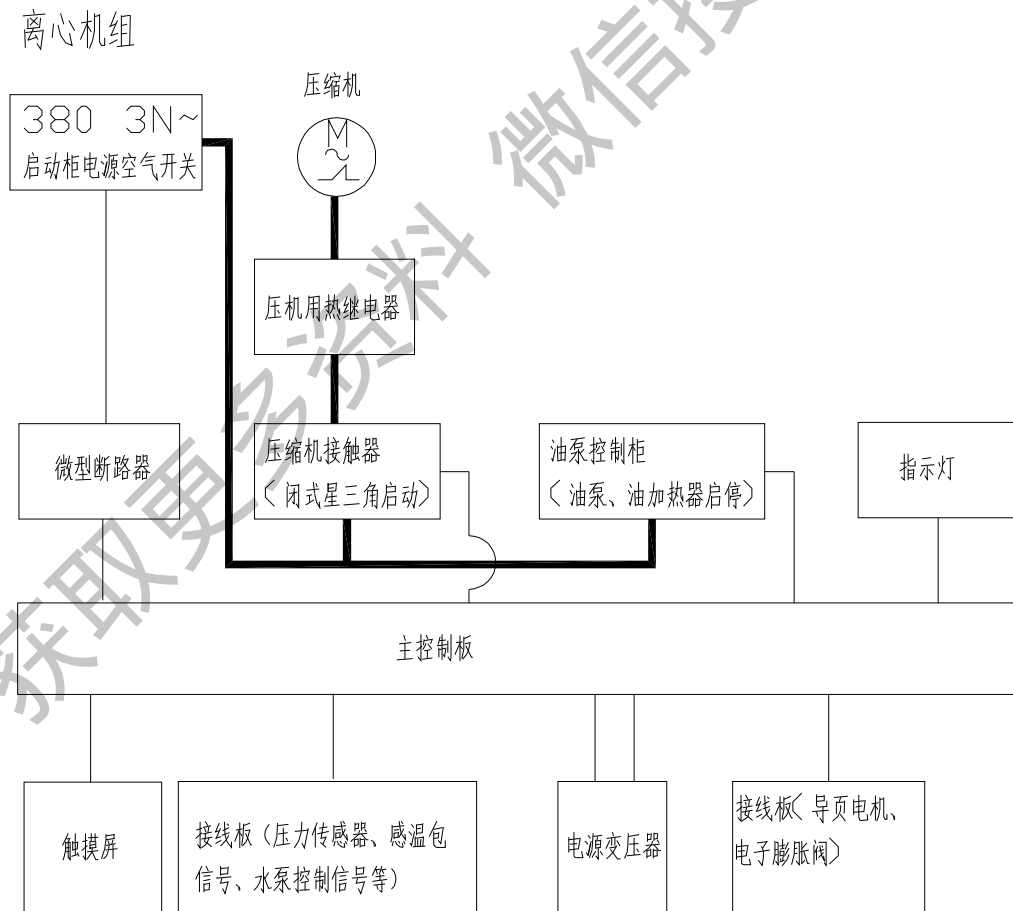 离心机组
压缩机
380 3N~
启动柜电源空气开关
M
压机用热继电器
微型断路器
压缩机接触器
（闭式星三角启动）
油泵控制柜
（油泵、油加热器启停）
指示灯
主控制板
触摸屏
接线板（压力传感器、感温包
信号、水泵控制信号等）
电源变压器
接线板（导页电机、
电子膨胀阀）
获取更多资料 微信搜